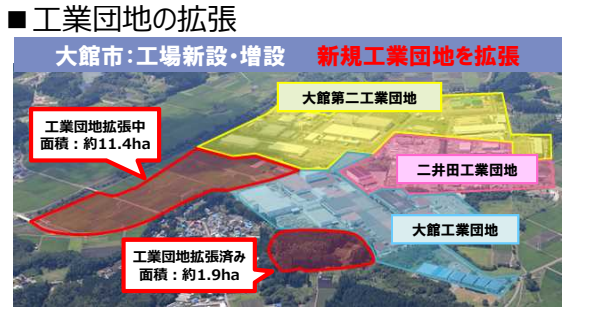 ■工業団地の拡張
大館市：工場新設・増設　新規工業団地を拡張
大館第二工業団地
工業団地拡張中
面積：約11.4ha
二井田工業団地
大館工業団地
工業団地拡張済み
面積：約1.9ha